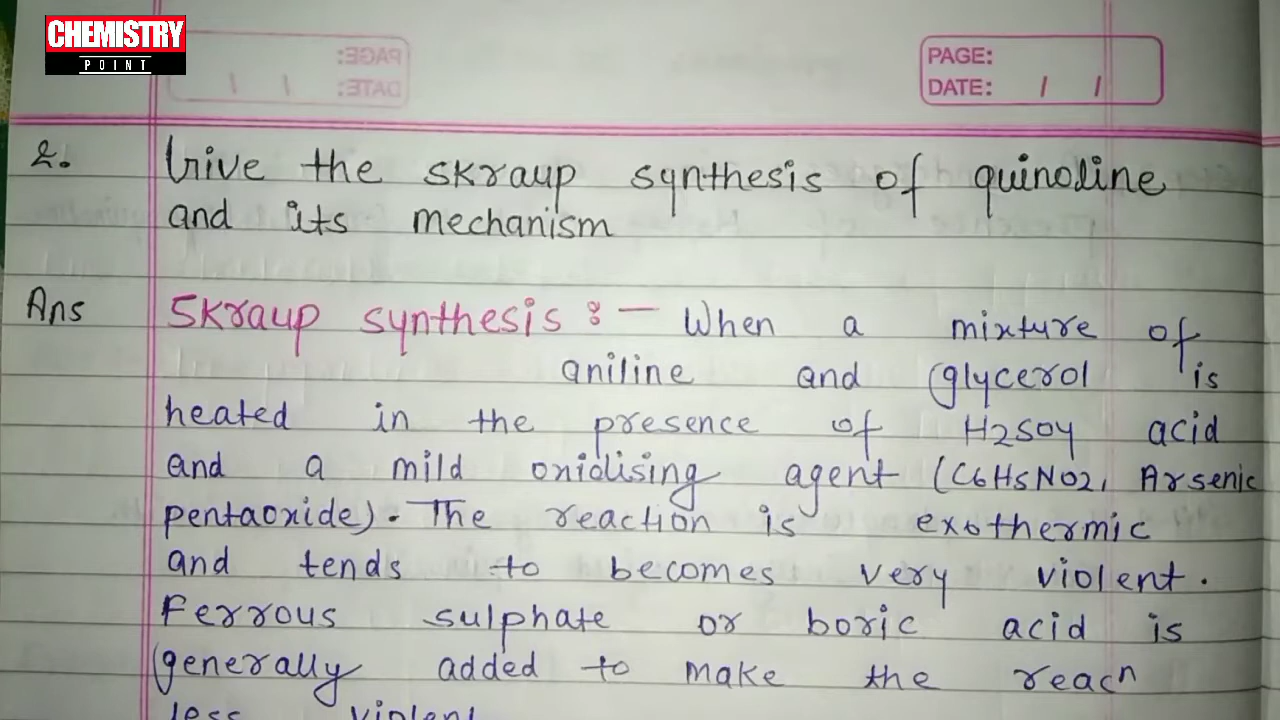 CHEMISTRY
POINT
PAGE:
DATE: / /
2. Give the skraup synthesis of quinoline
and its mechanism
Ans Skraup synthesis :- When a mixture of
aniline and Glycerol is
heated in the presence of H2SO4 acid
and a mild oxidising agent (C6H5NO2, Arsenic
pentaoxide). The reaction is exothermic
and tends to becomes very violent.
Ferrous sulphate or boric acid is
Generally added to make the reacn
less violent